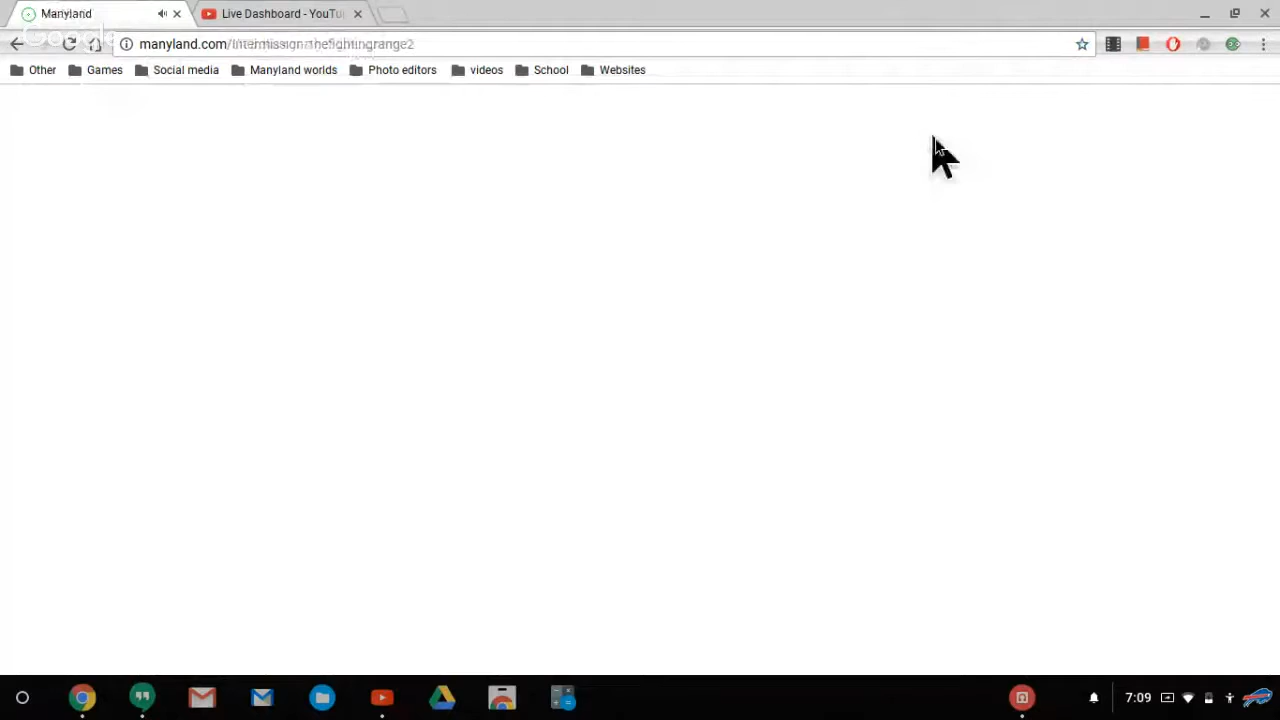 Manyland
Live Dashboard - YouTu
Google
manyland.com
Other
Games
Social media
Manyland worlds
Photo editors
videos
School
Websites
7:09